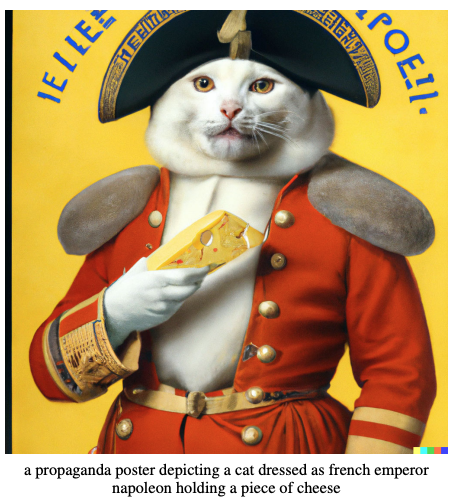 a propaganda poster depicting a cat dressed as french emperor
napoleon holding a piece of cheese